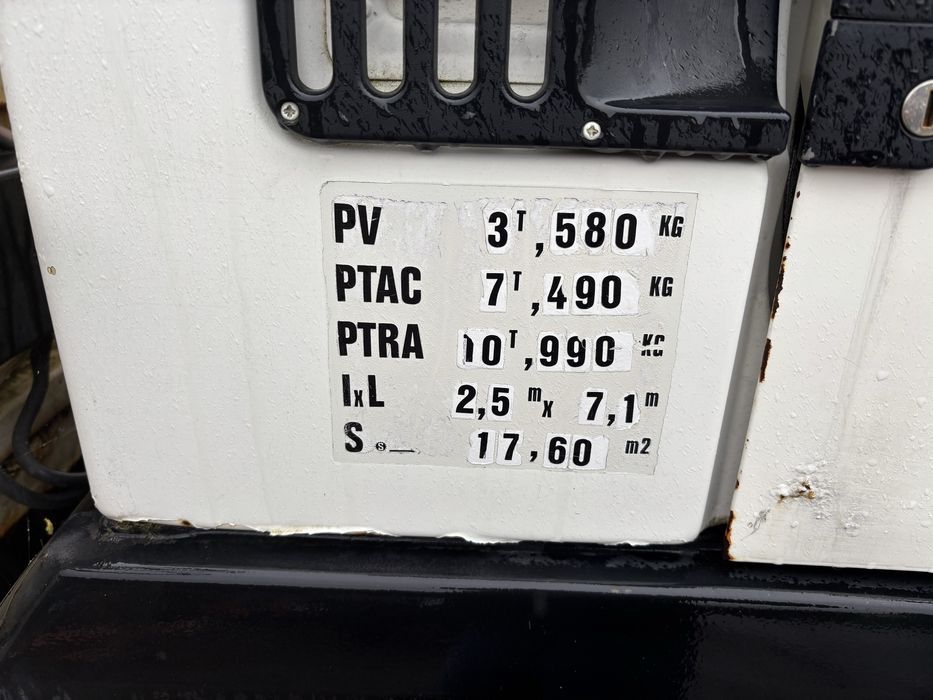 PV 3T,580 KG
PTAC 7T,490 KG
PTRA 10T,990 KG
IxL 2,5 m x 7,1 m
S 17,60 m2